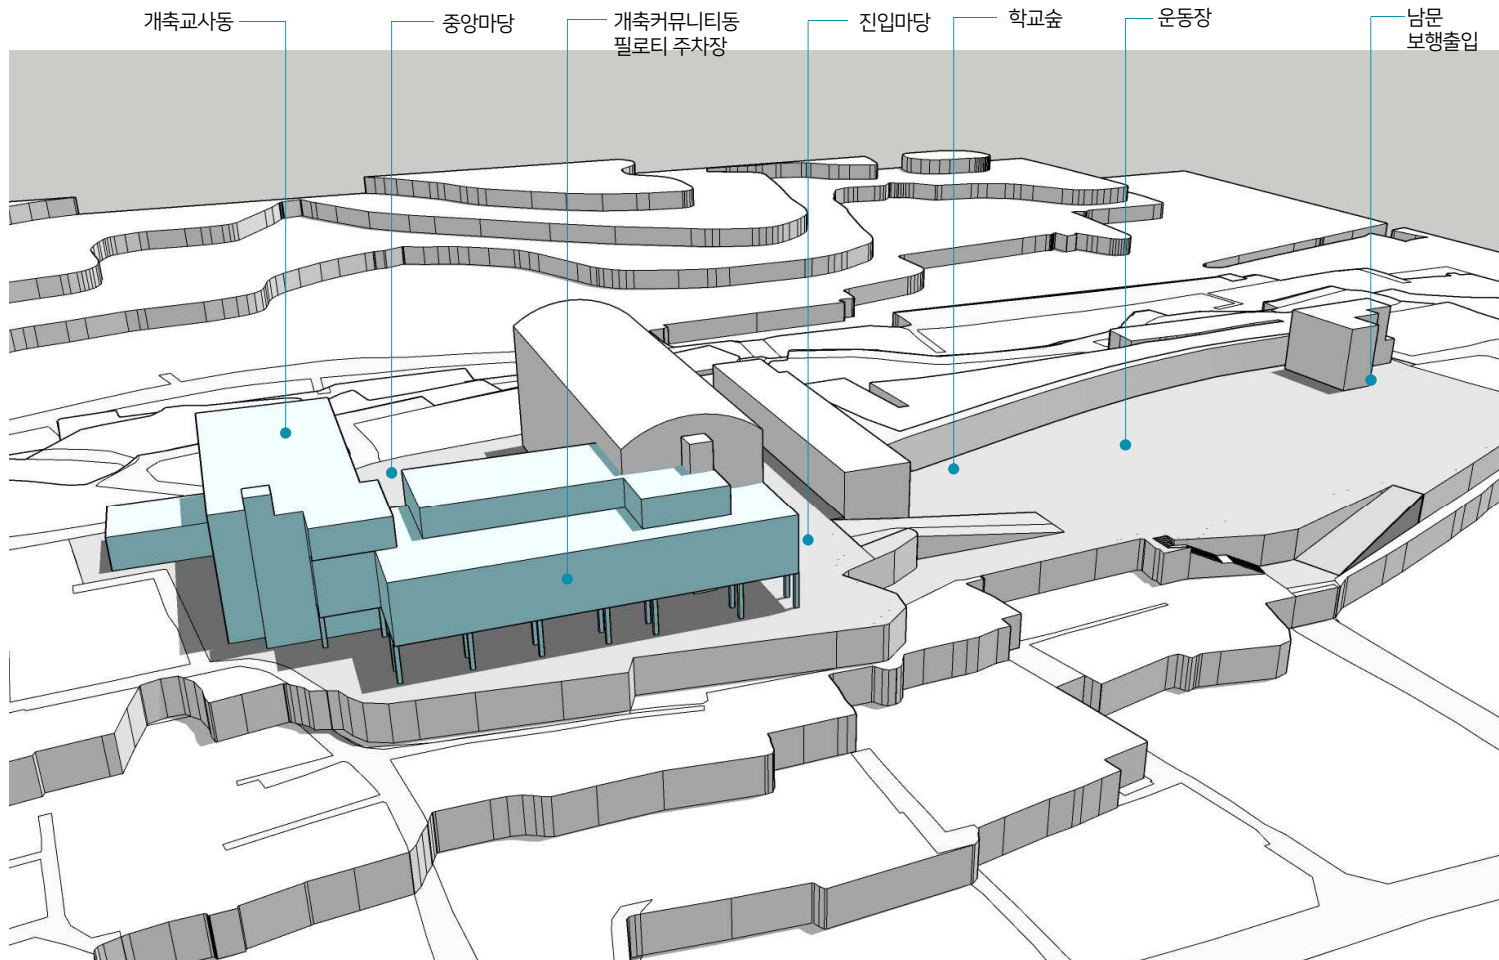 개축교사동
중앙마당
개축커뮤니티동
필로티 주차장
진입마당
학교숲
운동장
남문
보행출입